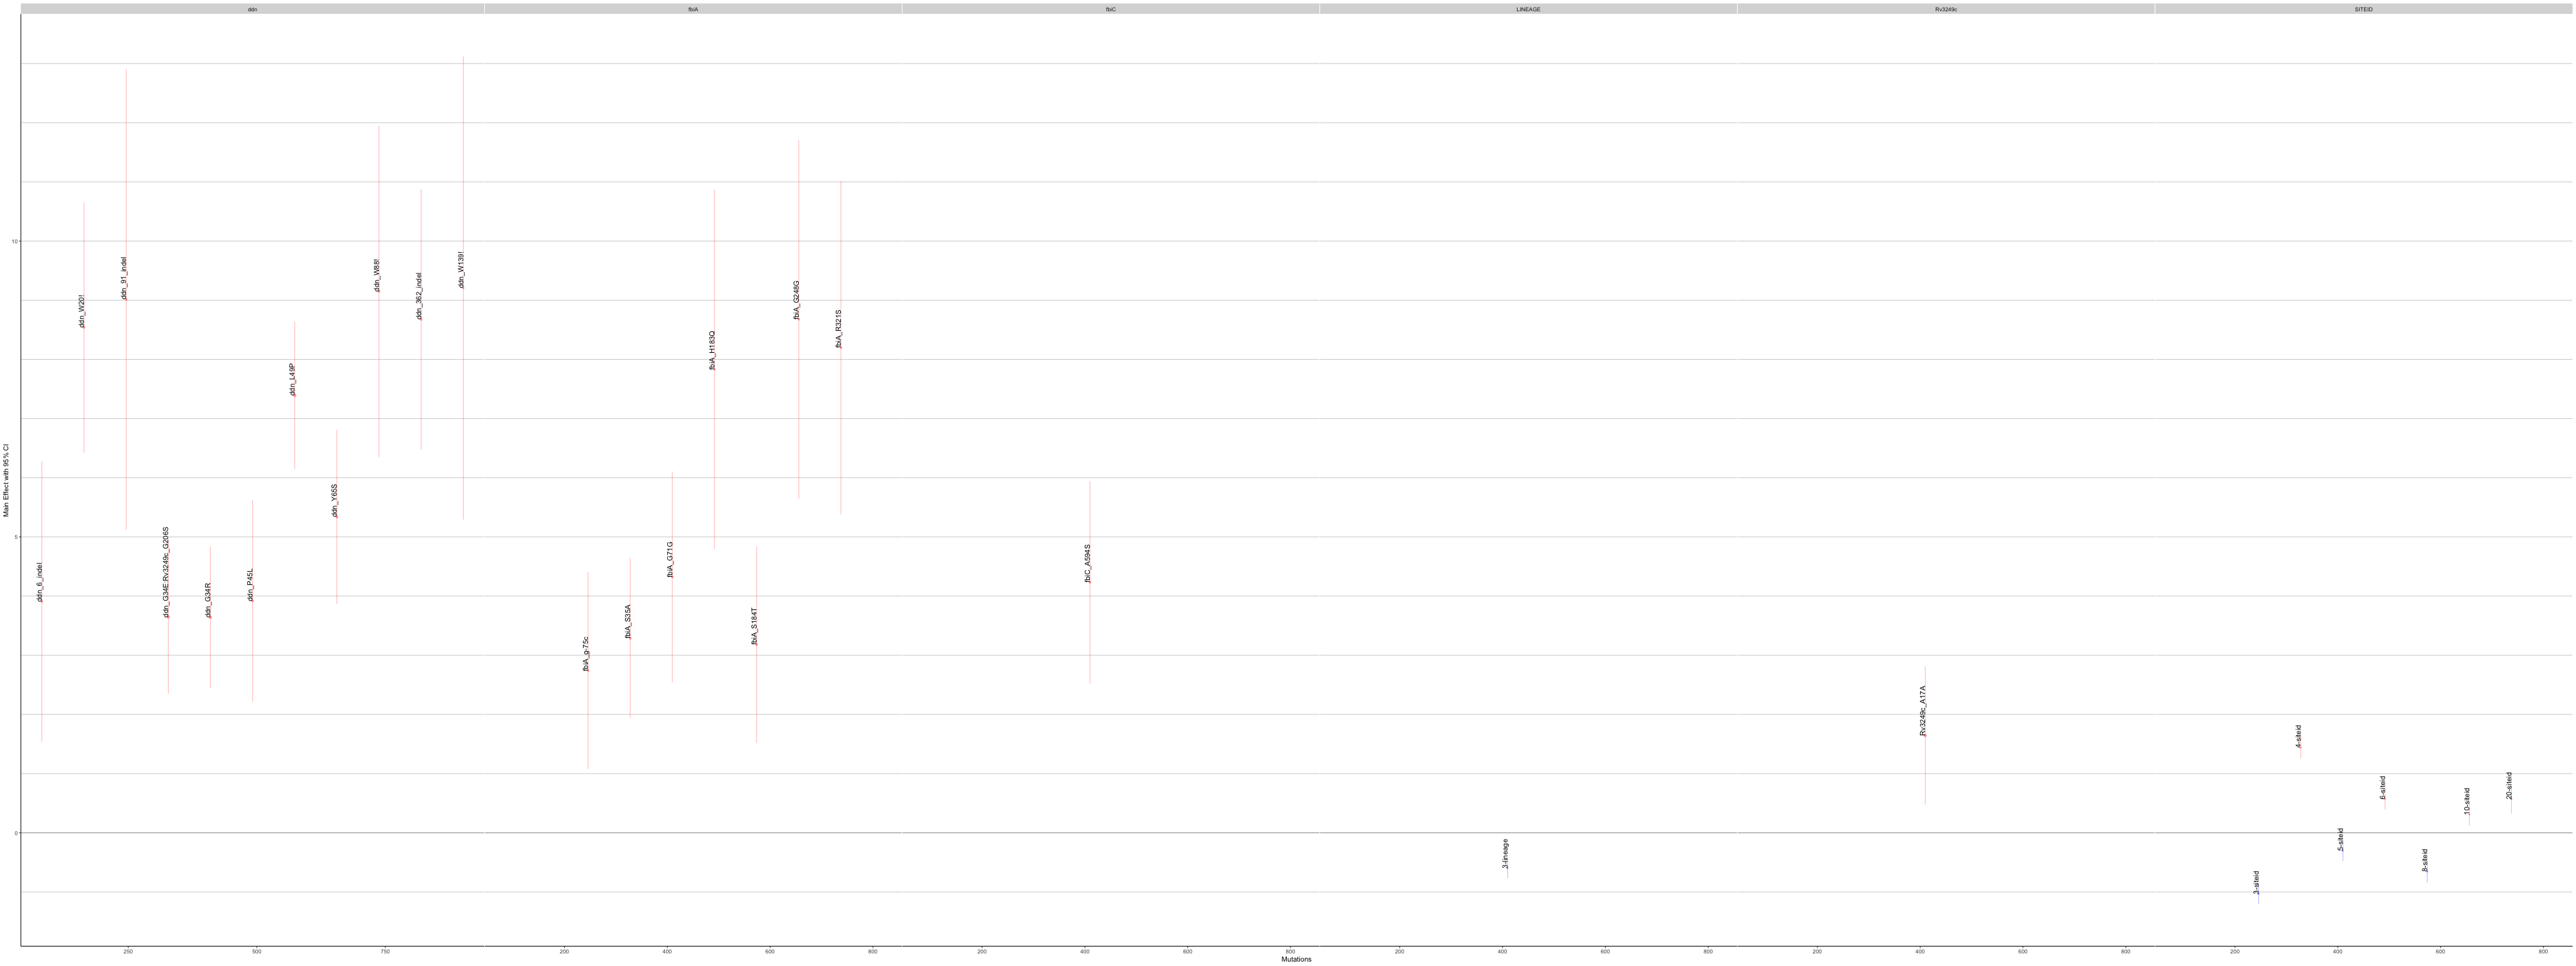 ddn
fbiA
fbiC
LINEAGE
Rv3249c
SITEID
Main Effect with 95% CI
10
5
0
ddn_6_indel
ddn_W20!
ddn_91_indel
ddn_G34E.Rv3249c_G206S
ddn_G34R
ddn_P45L
ddn_L49P
ddn_Y65S
ddn_W88!
ddn_362_indel
ddn_W139!
fbiA_g-75c
fbiA_S35A
fbiA_G71G
fbiA_H183Q
fbiA_S184T
fbiA_G248G
fbiA_R321S
fbiC_A594S
3-lineage
Rv3249c_A17A
3-siteid
4-siteid
5-siteid
6-siteid
8-siteid
10-siteid
20-siteid
250 500 750
200 400 600 800
200 400 600 800
200 400 600 800
200 400 600 800
200 400 600 800
Mutations